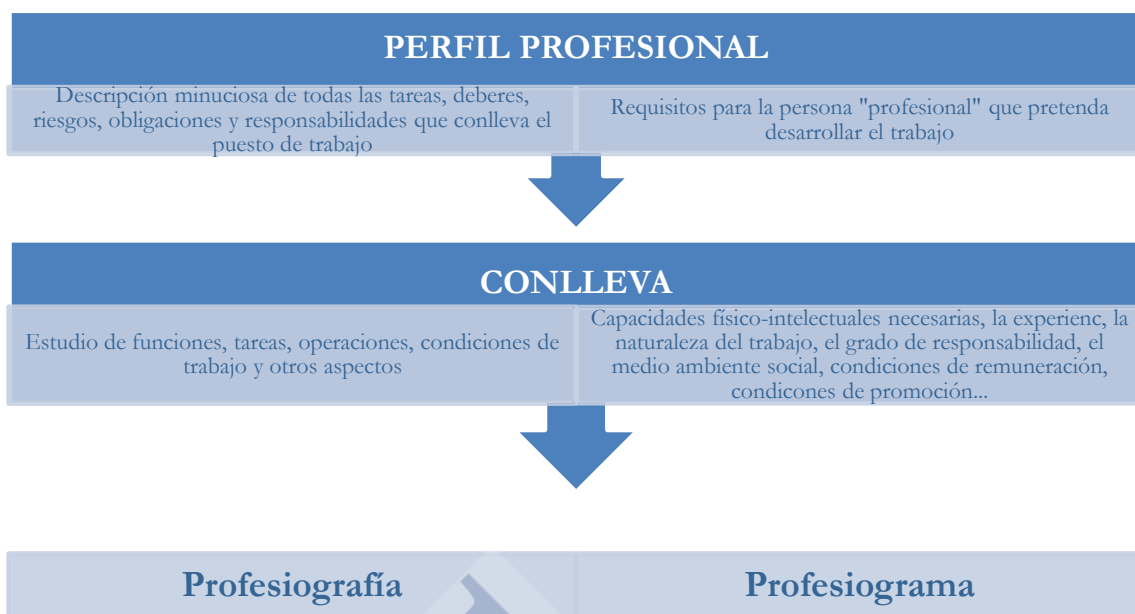 PERFIL PROFESIONAL
Descripción minuciosa de todas las tareas, deberes,
riesgos, obligaciones y responsabilidades que conlleva el
puesto de trabajo
Requisitos para la persona "profesional" que pretenda
desarrollar el trabajo
CONLLEVA
Estudio de funciones, tareas, operaciones, condiciones de
trabajo y otros aspectos
Capacidades físico-intelectuales necesarias, la experienc, la
naturaleza del trabajo, el grado de responsabilidad, el
medio ambiente social, condiciones de remuneración,
condicones de promoción...
Profesiografía
Profesiograma